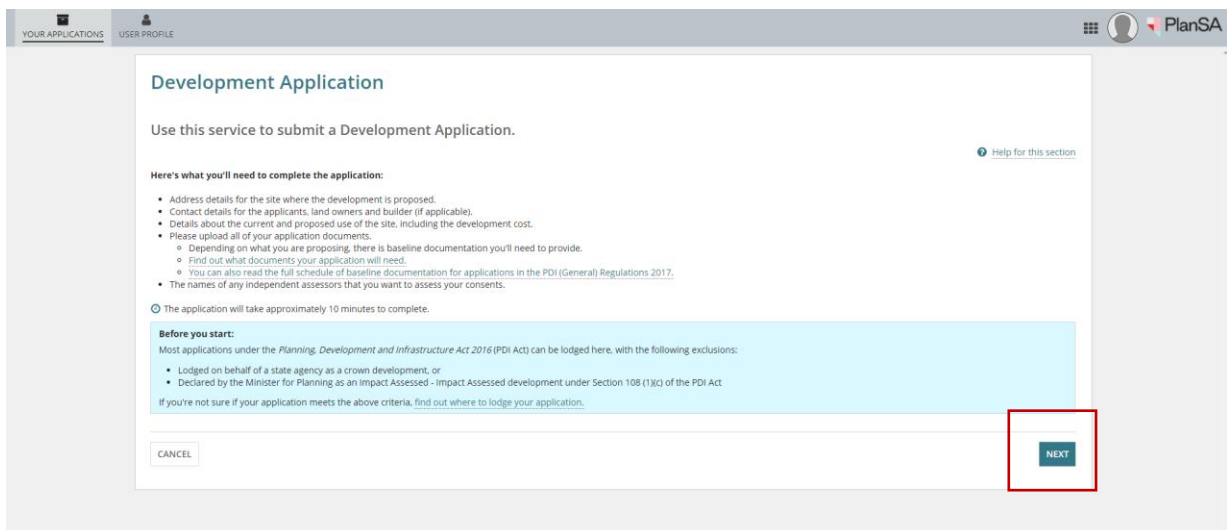 YOUR APPLICATIONS USER PROFILE PlanSA
Development Application
Use this service to submit a Development Application.
Help for this section
Here's what you'll need to complete the application:
Address details for the site where the development is proposed.
Contact details for the applicants, land owners and builder (if applicable).
Details about the current and proposed use of the site, including the development cost.
Please upload all of your application documents.
Depending on what you are proposing, there is baseline documentation you'll need to provide.
Find out what documents your application will need.
You can also read the full schedule of baseline documentation for applications in the PDI (General) Regulations 2017.
The names of any independent assessors that you want to assess your consents.
The application will take approximately 10 minutes to complete.
Before you start:
Most applications under the Planning, Development and Infrastructure Act 2016 (PDI Act) can be lodged here, with the following exclusions:
Lodged on behalf of a state agency as a crown development, or
Declared by the Minister for Planning as an Impact Assessed - Impact Assessed development under Section 108 (1)(c) of the PDI Act
If you're not sure if your application meets the above criteria, find out where to lodge your application.
CANCEL NEXT